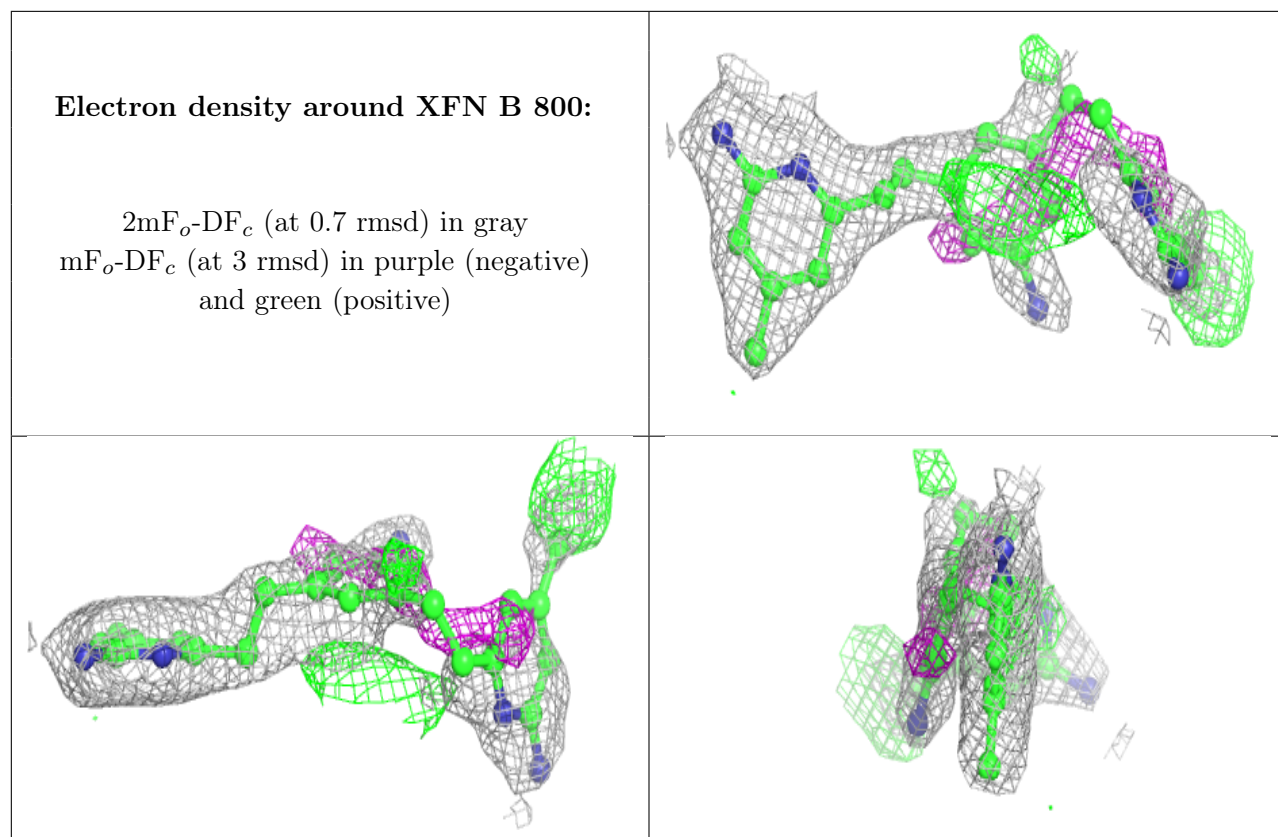 Electron density around XFN B 800:
2mFₒ-DF𝒸 (at 0.7 rmsd) in gray
mFₒ-DF𝒸 (at 3 rmsd) in purple (negative)
and green (positive)